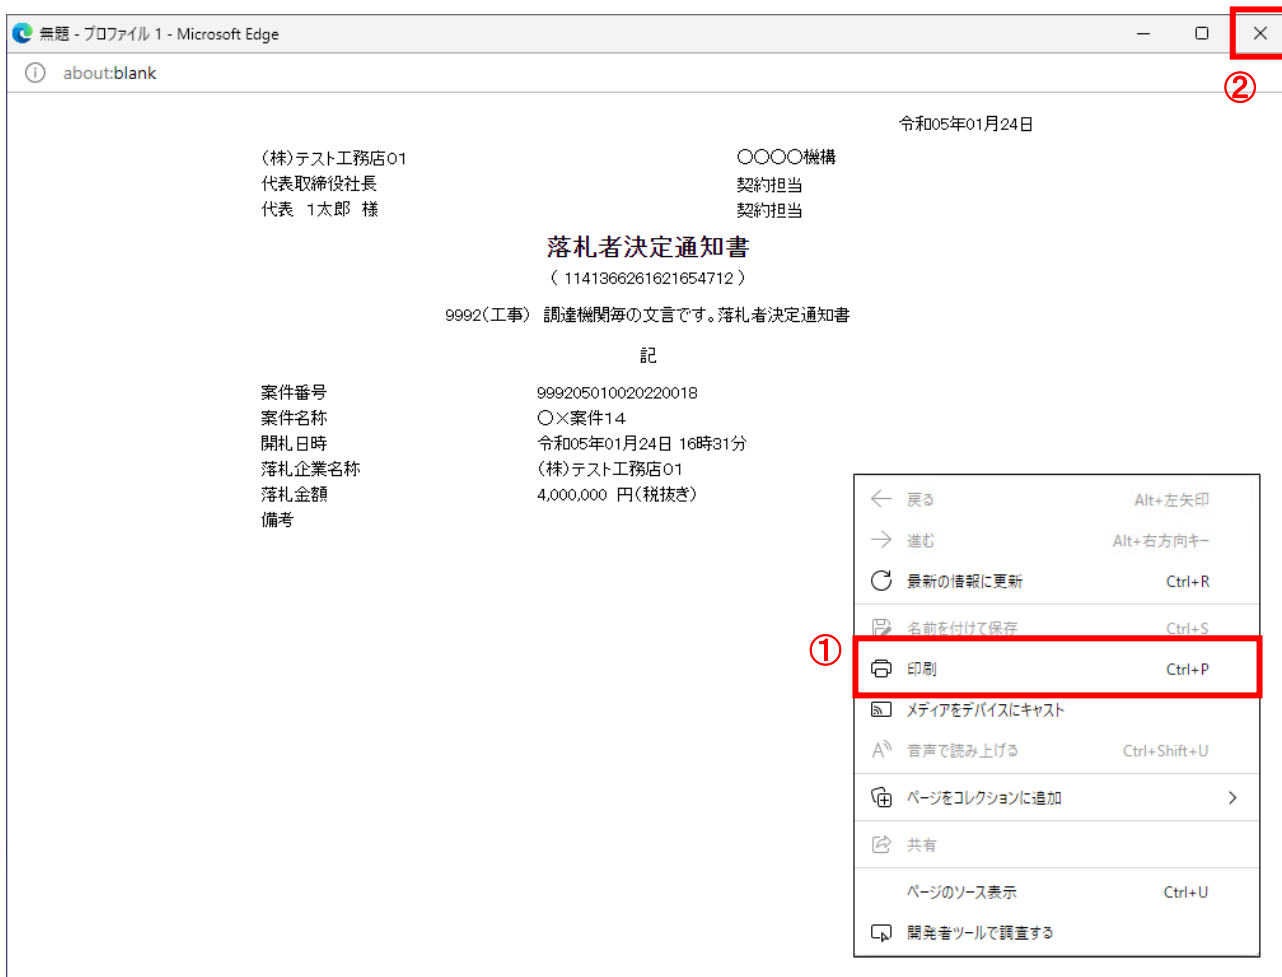 無題 - プロファイル 1 - Microsoft Edge
②
about:blank
令和05年01月24日
(株)テスト工務店01
〇〇〇〇機構
代表取締役社長
契約担当
代表 1太郎 様
契約担当
落札者決定通知書
( 1141366261621654712 )
9992(工事) 調達機関毎の文言です。落札者決定通知書
記
案件番号 999205010020220018
案件名称 〇×案件14
開札日時 令和05年01月24日 16時31分
落札企業名称 (株)テスト工務店01
落札金額 4,000,000 円(税抜き)
備考
戻る Alt+左矢印
進む Alt+右方向キー
最新の情報に更新 Ctrl+R
名前を付けて保存 Ctrl+S
①
印刷 Ctrl+P
メディアをデバイスにキャスト
音声で読み上げる Ctrl+Shift+U
ページをコレクションに追加
共有
ページのソース表示 Ctrl+U
開発者ツールで調査する